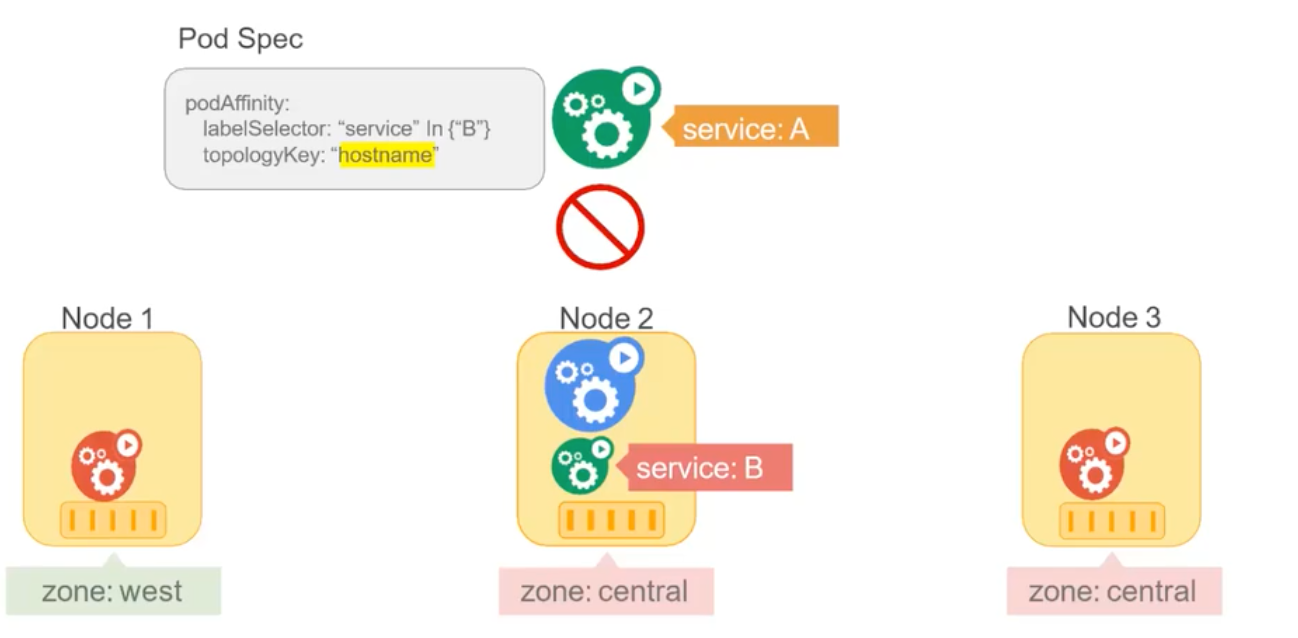 Pod Spec
podAffinity:
labelSelector: “service” In {“B”}
topologyKey: “hostname”
service: A
Node 1
Node 2
Node 3
service: B
zone: west
zone: central
zone: central